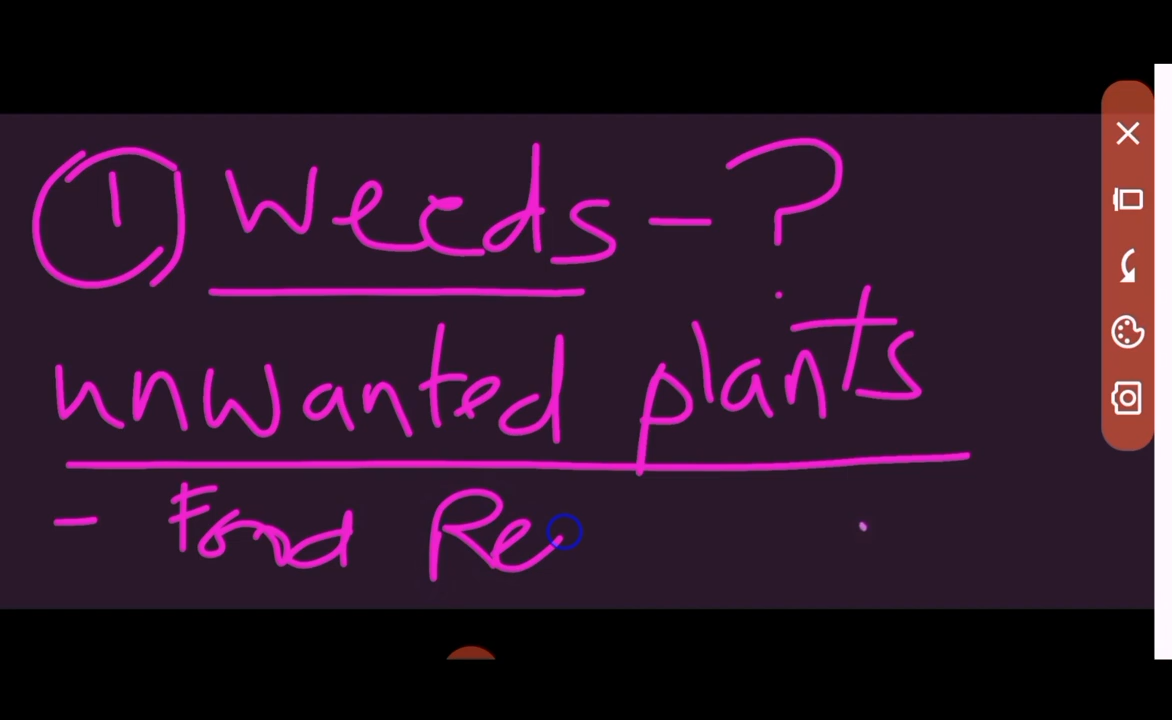 ① Weeds - ?
unwanted plants
- Food Re